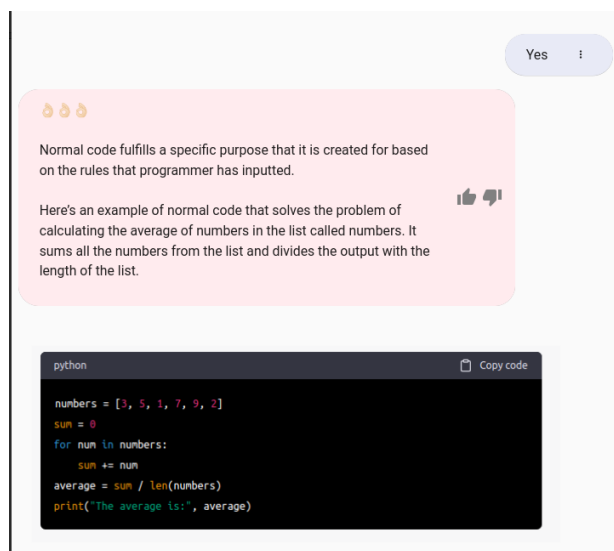 Yes
👌🏻👌🏻👌🏻
Normal code fulfills a specific purpose that it is created for based
on the rules that programmer has inputted.
Here's an example of normal code that solves the problem of
calculating the average of numbers in the list called numbers. It
sums all the numbers from the list and divides the output with the
length of the list.
python Copy code
numbers = [3, 5, 1, 7, 9, 2]
sum = 0
for num in numbers:
    sum += num
average = sum / len(numbers)
print("The average is:", average)